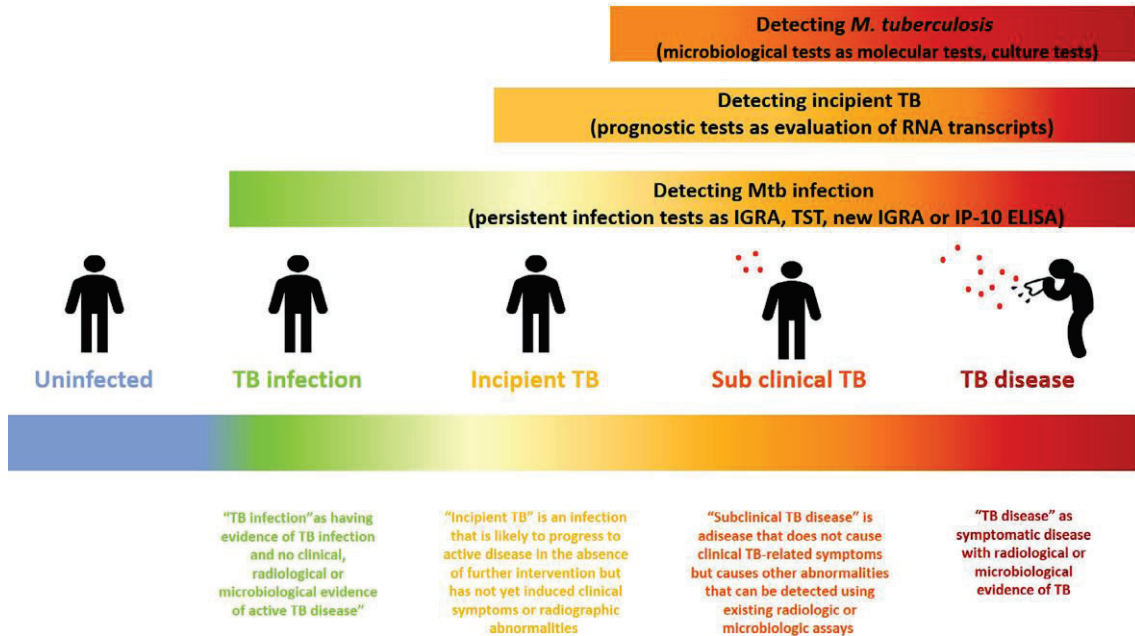 Detecting M. tuberculosis
(microbiological tests as molecular tests, culture tests)
Detecting incipient TB
(prognostic tests as evaluation of RNA transcripts)
Detecting Mtb infection
(persistent infection tests as IGRA, TST, new IGRA or IP-10 ELISA)
Uninfected
TB infection
Incipient TB
Sub clinical TB
TB disease
“TB infection”as having
evidence of TB infection
and no clinical,
radiological or
microbiological evidence
of active TB disease”
“Incipient TB” is an infection
that is likely to progress to
active disease in the absence
of further intervention but
has not yet induced clinical
symptoms or radiographic
abnormalities
“Subclinical TB disease” is
adisease that does not cause
clinical TB-related symptoms
but causes other abnormalities
that can be detected using
existing radiologic or
microbiologic assays
“TB disease” as
symptomatic disease
with radiological or
microbiological
evidence of TB